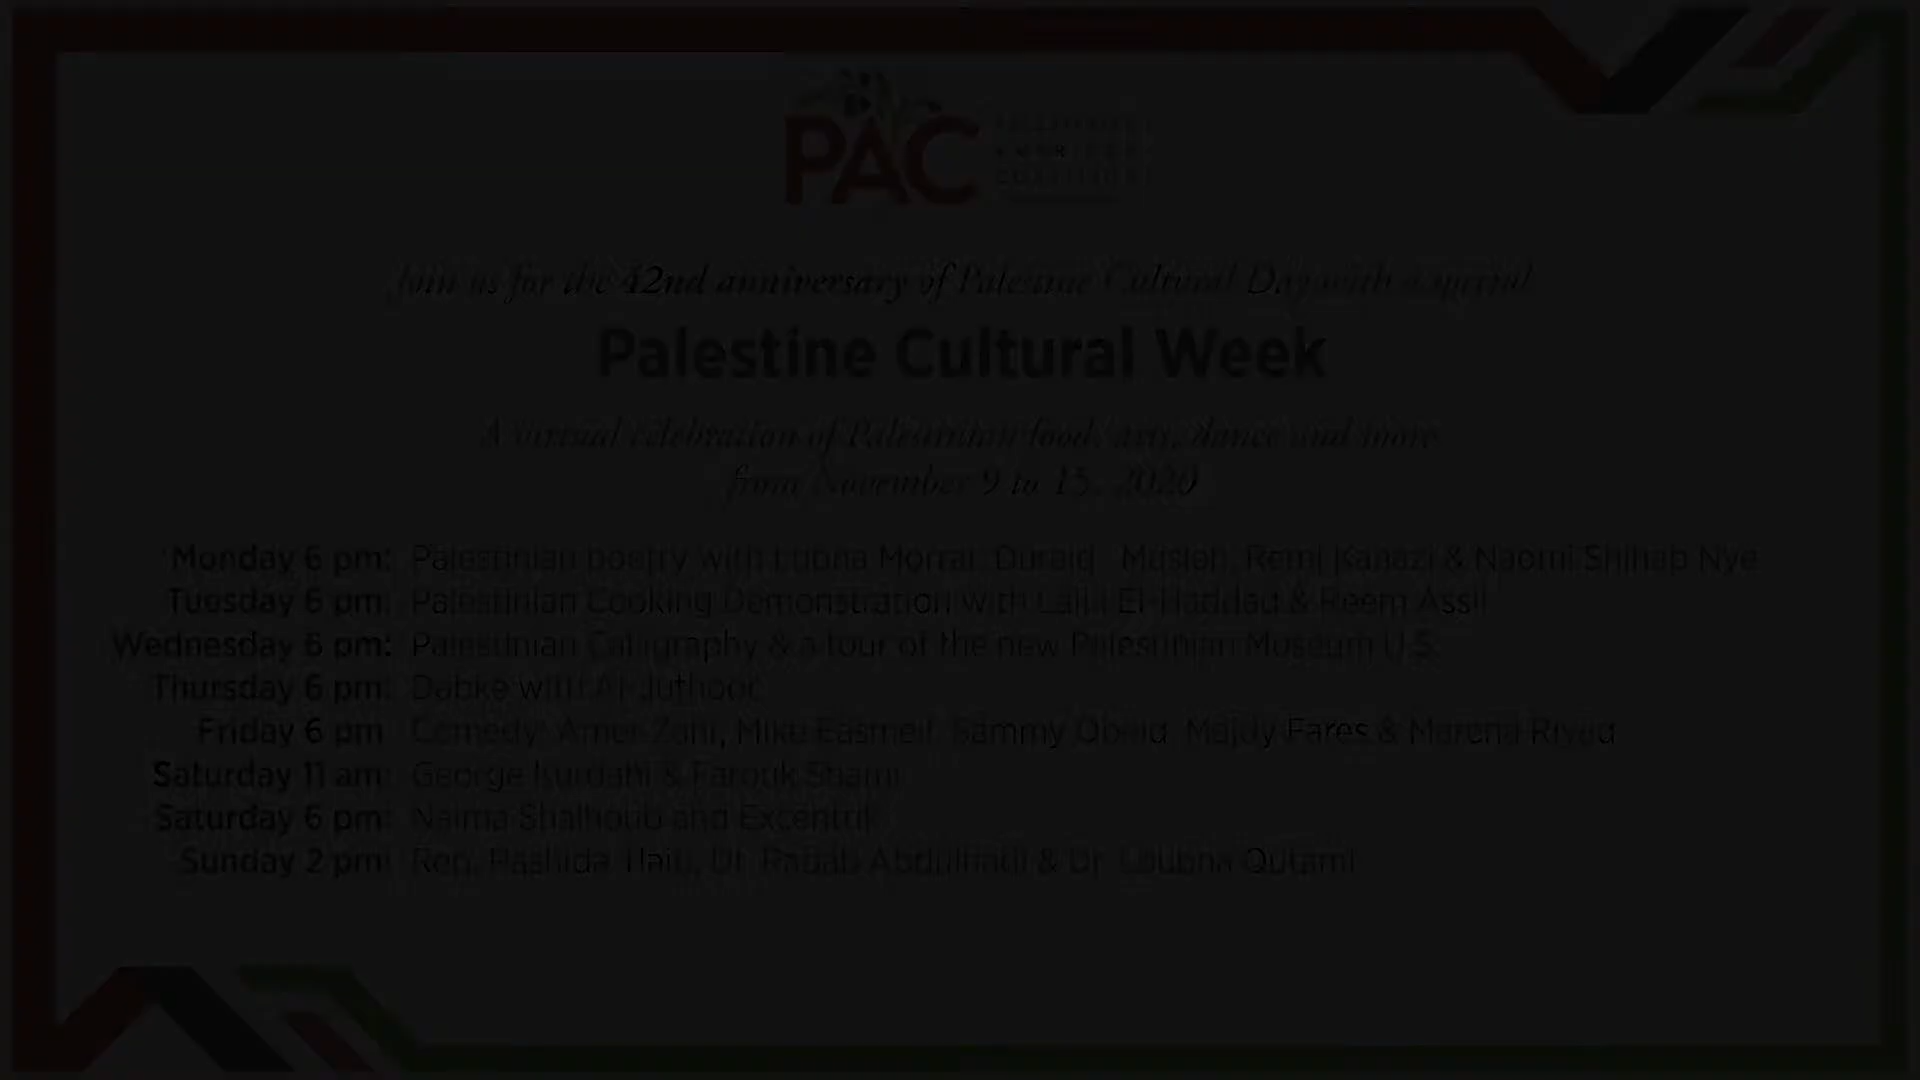 PAC
Join us for the 42nd anniversary of Palestine Cultural Day with a special
Palestine Cultural Week
A virtual celebration of Palestinian food, arts, dance and more
from November 9 to 15, 2020
Monday 6 pm: Palestinian poetry with Lubna Morrar, Duraid Musleh, Remi Kanazi & Naomi Shihab Nye
Tuesday 6 pm: Palestinian Cooking Demonstration with Laila El-Haddad & Reem Assil
Wednesday 6 pm: Palestinian Calligraphy & a tour of the new Palestinian Museum U.S.
Thursday 6 pm: Dabke with Al-Juthoor
Friday 6 pm: Comedy: Amer Zahr, Mike Easmeil, Sammy Obeid, Majdy Fares & Marena Riyad
Saturday 11 am: George Kurdahi & Farouk Shami
Saturday 6 pm: Naima Shalhoub and Excentrik
Sunday 2 pm: Rep. Rashida Tlaib, Dr. Rabab Abdulhadi & Dr. Loubna Qutami